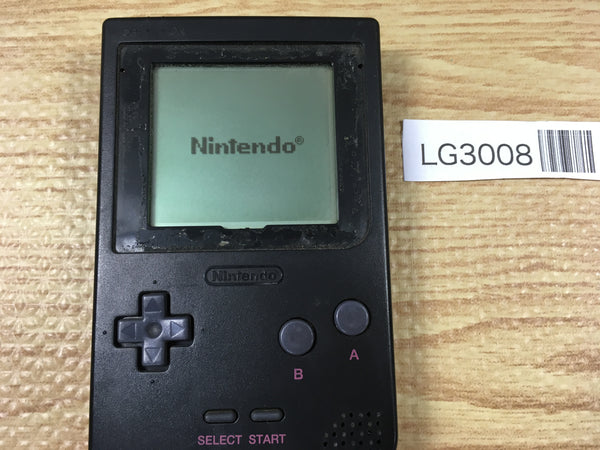 Nintendo®
LG3008
Nintendo
A
B
SELECT START